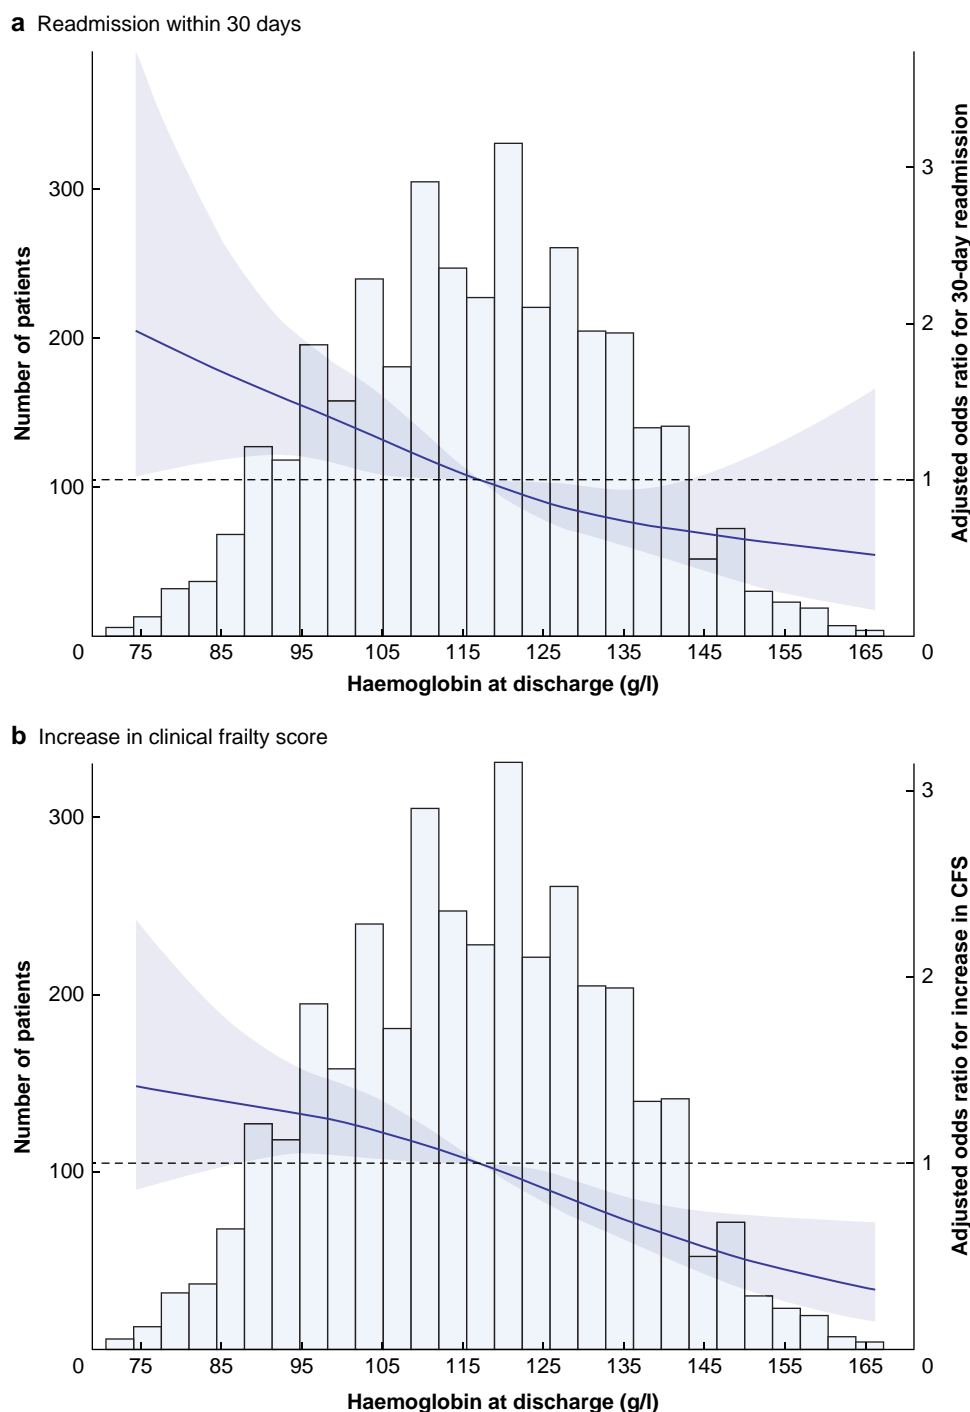 a Readmission within 30 days
300
200
100
0
Number of patients
3
2
1
0
Adjusted odds ratio for 30-day readmission
75 85 95 105 115 125 135 145 155 165
Haemoglobin at discharge (g/l)
b Increase in clinical frailty score
300
200
100
0
Number of patients
3
2
1
0
Adjusted odds ratio for increase in CFS
75 85 95 105 115 125 135 145 155 165
Haemoglobin at discharge (g/l)